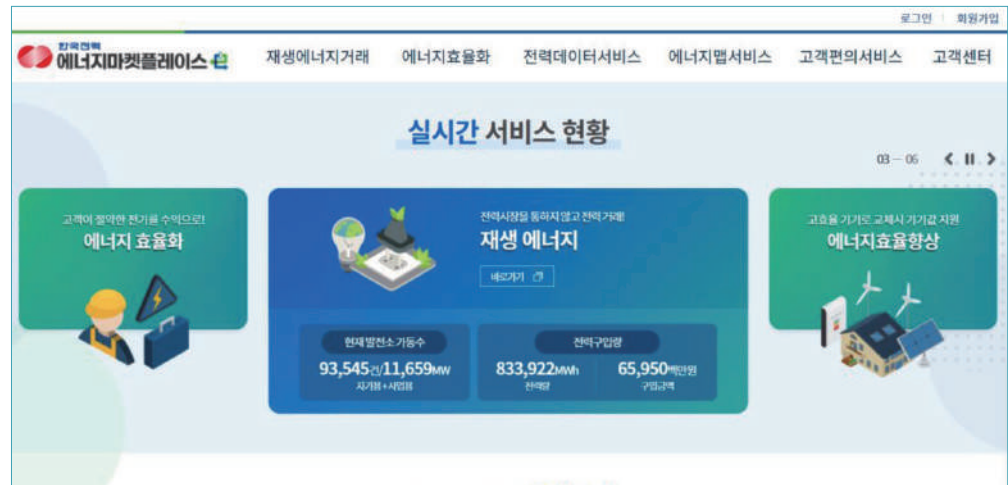 로그인 회원가입
한국전력
에너지마켓플레이스
재생에너지거래 에너지효율화 전력데이터서비스 에너지맵서비스 고객편의서비스 고객센터
실시간 서비스 현황
03 — 06
고객이 절약한 전기를 수익으로!
에너지 효율화
전력시장을 통하지 않고 전력 거래!
재생 에너지
바로가기
현재 발전소 가동수
93,545건/11,659MW
자가용+사업용
전력구입량
833,922MWh
전력량
65,950백만원
구입금액
고효율 기기로 교체시 기기값 지원
에너지효율향상